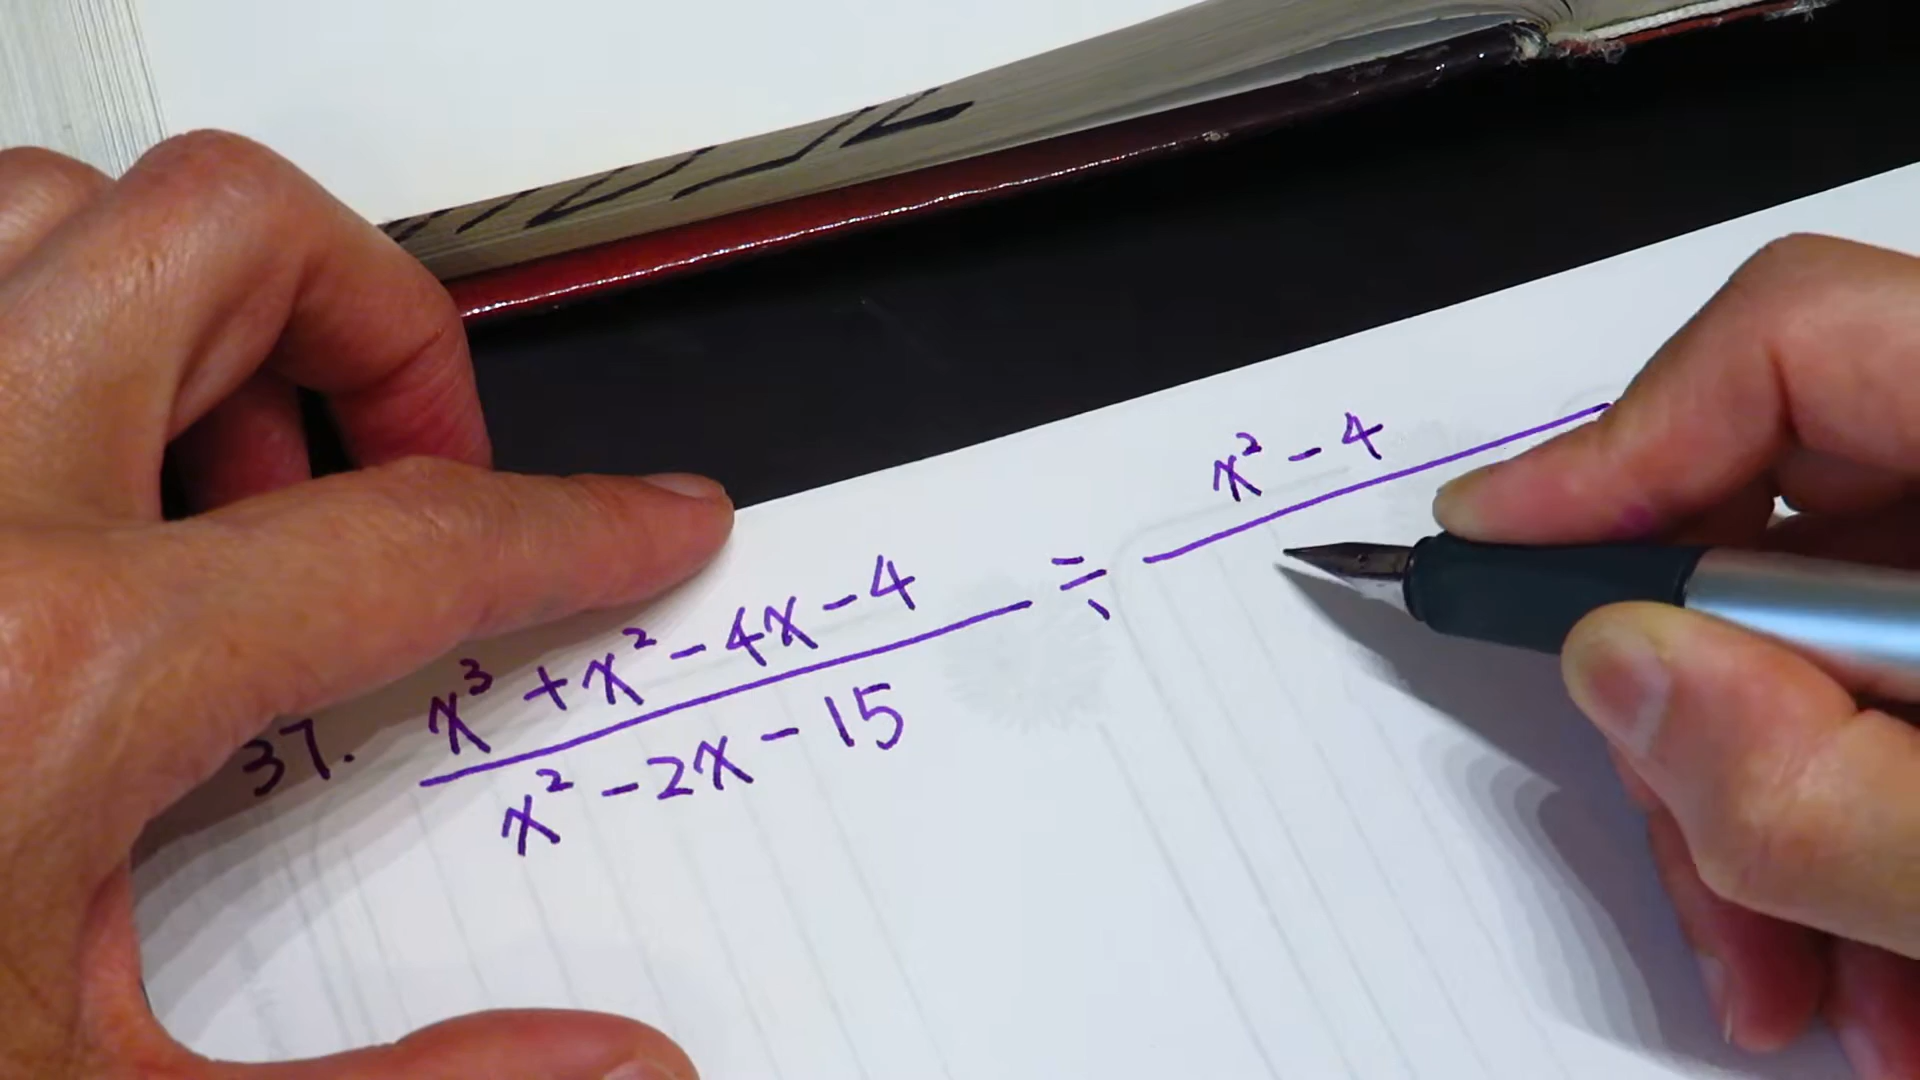 37. x³ + x² - 4x - 4 / x² - 2x - 15 ÷ x² - 4 /